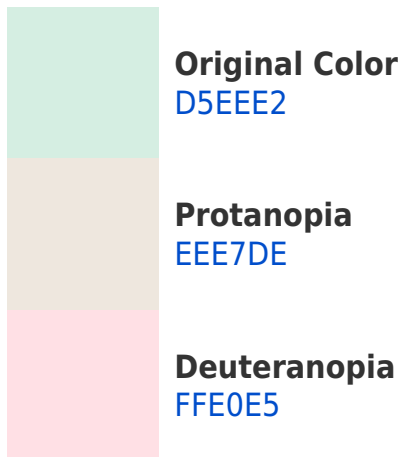 Original Color
D5EEE2
Protanopia
EEE7DE
Deuteranopia
FFE0E5